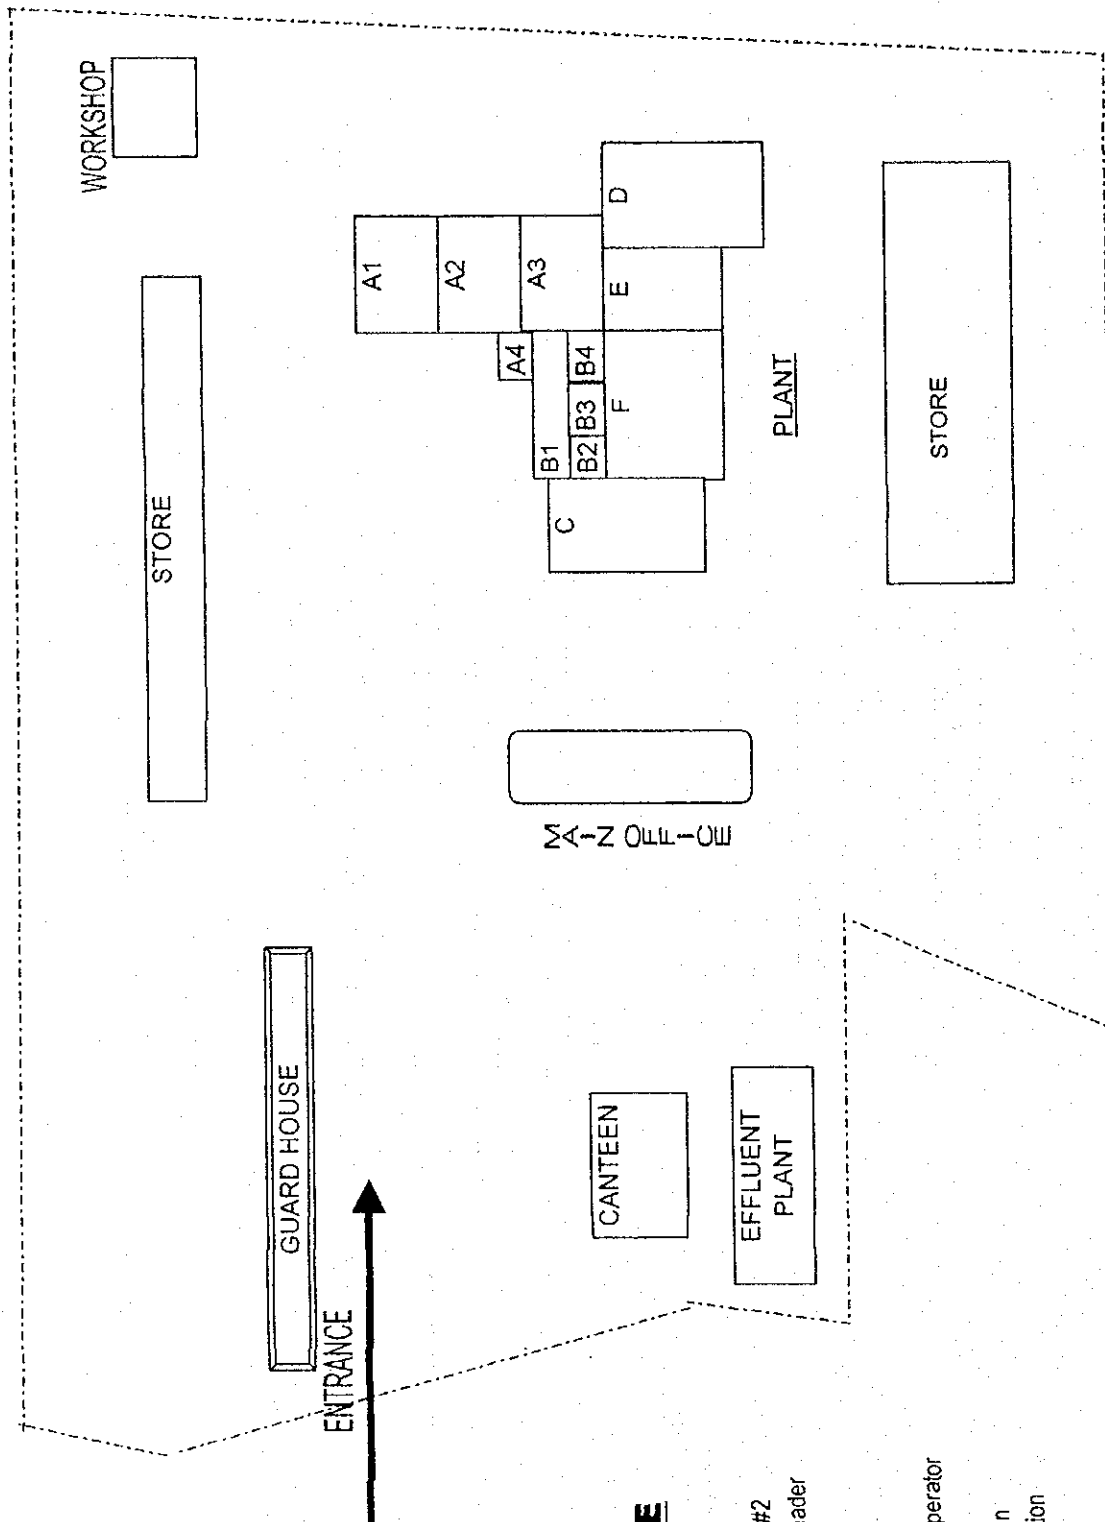 WORKSHOP
STORE
A1
A2
A3
A4
B1
B2
B3
B4
C
D
E
F
PLANT
STORE
MAIN OFFICE
GUARD HOUSE
ENTRANCE
CANTEEN
EFFLUENT
PLANT
E
#2
ader
perator
n
ion